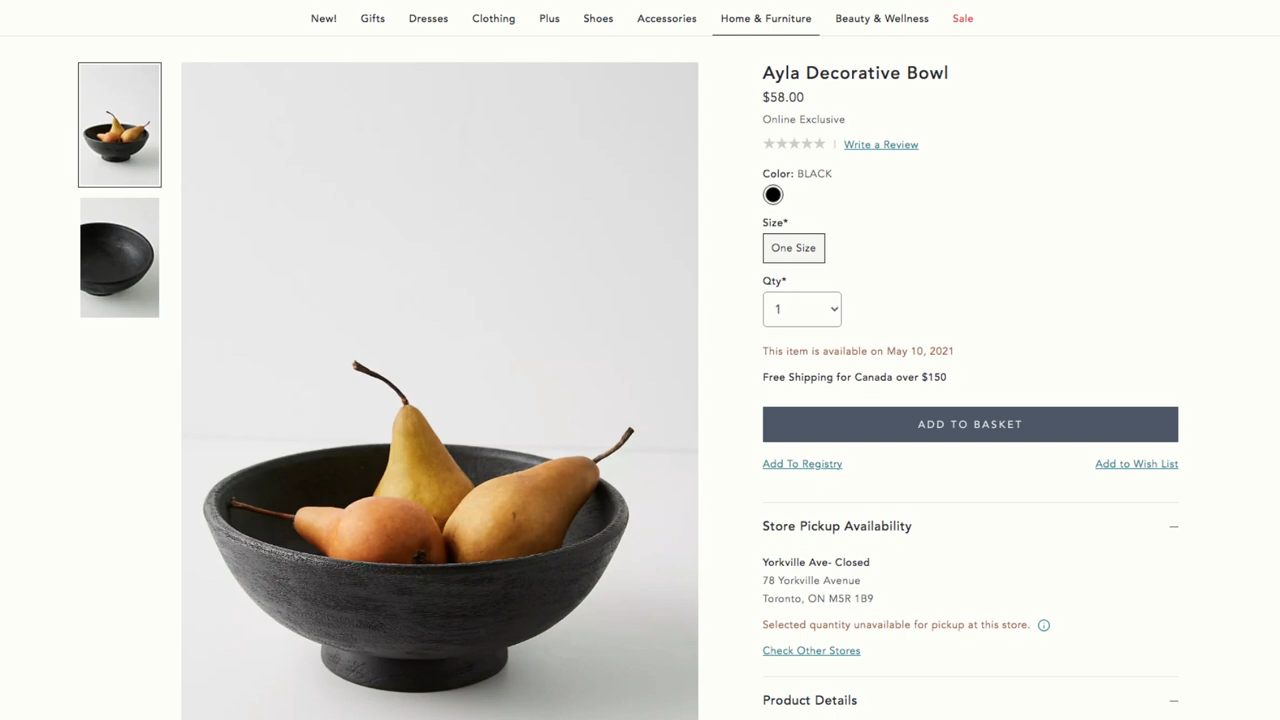 New! Gifts Dresses Clothing Plus Shoes Accessories Home & Furniture Beauty & Wellness Sale
Ayla Decorative Bowl
$58.00
Online Exclusive
Write a Review
Color: BLACK
Size*
One Size
Qty*
1
This item is available on May 10, 2021
Free Shipping for Canada over $150
ADD TO BASKET
Add To Registry Add to Wish List
Store Pickup Availability
Yorkville Ave- Closed
78 Yorkville Avenue
Toronto, ON M5R 1B9
Selected quantity unavailable for pickup at this store.
Check Other Stores
Product Details